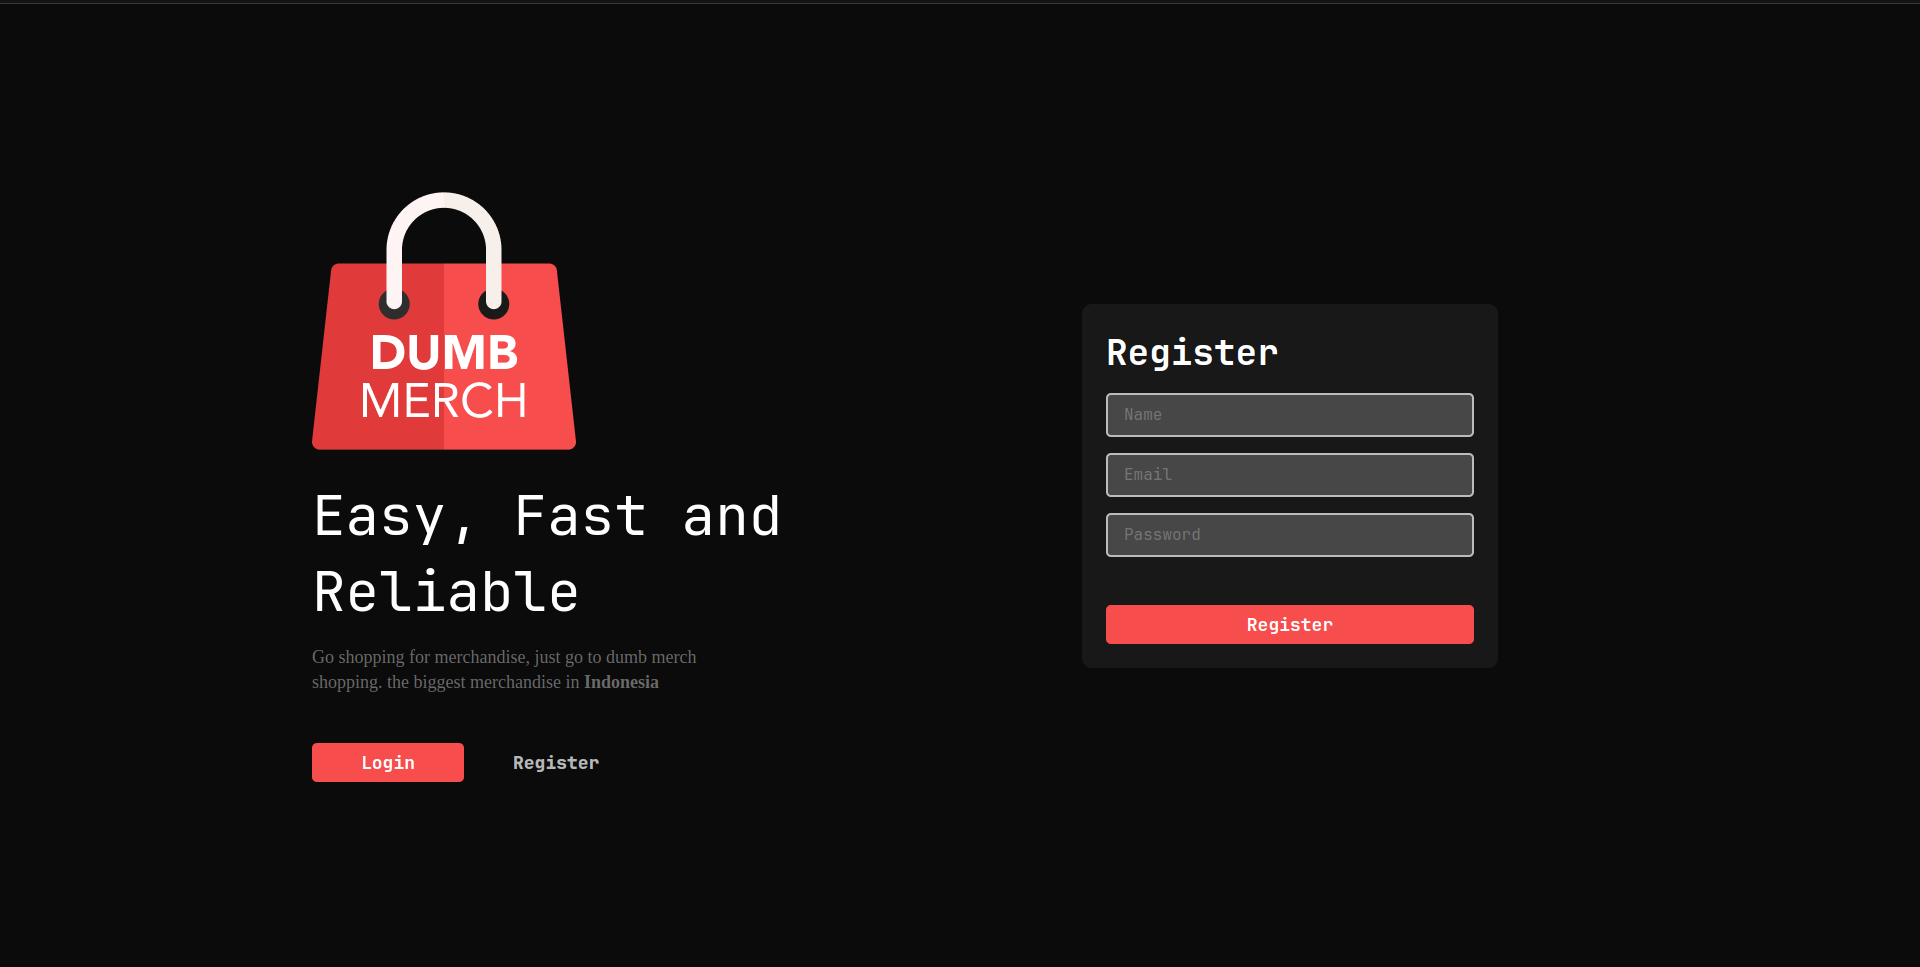 DUMB
MERCH
Easy, Fast and
Reliable
Go shopping for merchandise, just go to dumb merch
shopping. the biggest merchandise in Indonesia
Login
Register
Register
Name
Email
Password
Register